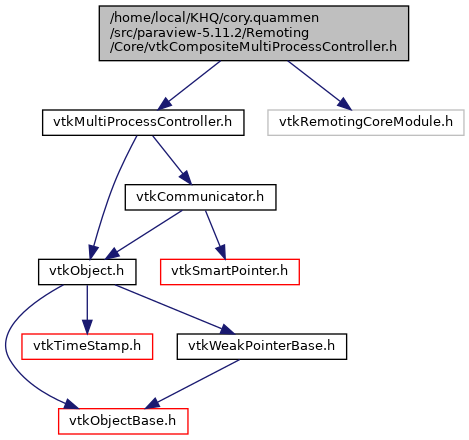 /home/local/KHQ/cory.quammen
/src/paraview-5.11.2/Remoting
/Core/vtkCompositeMultiProcessController.h
vtkMultiProcessController.h
vtkRemotingCoreModule.h
vtkCommunicator.h
vtkObject.h
vtkSmartPointer.h
vtkTimeStamp.h
vtkWeakPointerBase.h
vtkObjectBase.h